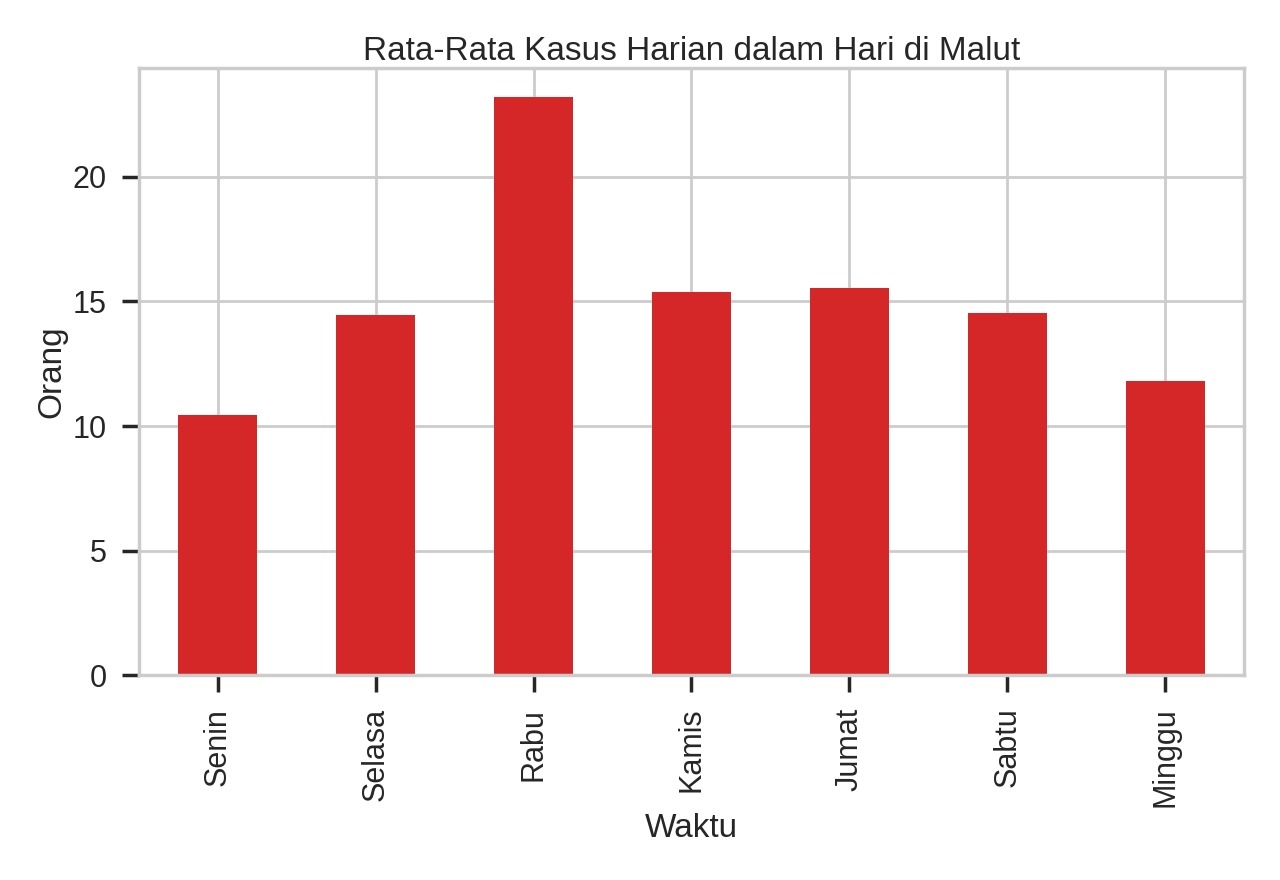 Rata-Rata Kasus Harian dalam Hari di Malut
Orang
20
15
10
5
0
Senin
Selasa
Rabu
Kamis
Jumat
Sabtu
Minggu
Waktu